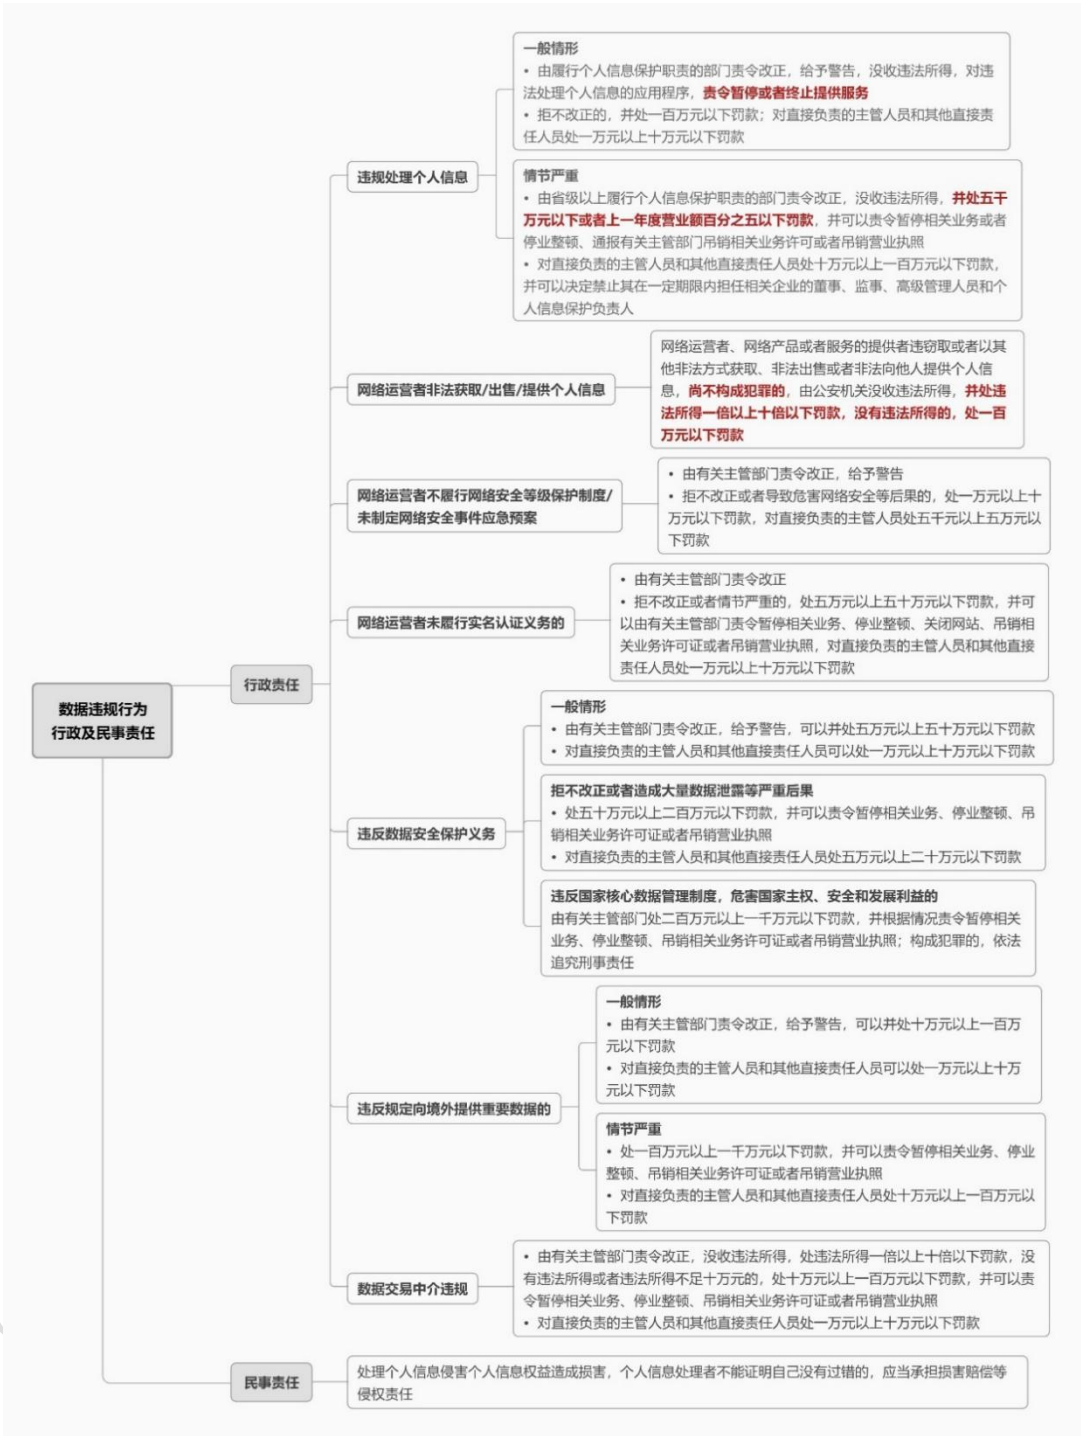 数据违规行为
行政及民事责任
行政责任
违规处理个人信息
一般情形
• 由履行个人信息保护职责的部门责令改正，给予警告，没收违法所得，对违
法处理个人信息的应用程序，责令暂停或者终止提供服务
• 拒不改正的，并处一百万元以下罚款；对直接负责的主管人员和其他直接责
任人员处一万元以上十万元以下罚款
情节严重
• 由省级以上履行个人信息保护职责的部门责令改正，没收违法所得，并处五千
万元以下或者上一年度营业额百分之五以下罚款，并可以责令暂停相关业务或者
停业整顿、通报有关主管部门吊销相关业务许可或者吊销营业执照
• 对直接负责的主管人员和其他直接责任人员处十万元以上一百万元以下罚款，
并可以决定禁止其在一定期限内担任相关企业的董事、监事、高级管理人员和个
人信息保护负责人
网络运营者非法获取/出售/提供个人信息
网络运营者、网络产品或者服务的提供者违窃取或者以其
他非法方式获取、非法出售或者非法向他人提供个人信
息，尚不构成犯罪的，由公安机关没收违法所得，并处违
法所得一倍以上十倍以下罚款，没有违法所得的，处一百
万元以下罚款
网络运营者不履行网络安全等级保护制度/
未制定网络安全事件应急预案
• 由有关主管部门责令改正，给予警告
• 拒不改正或者导致危害网络安全等后果的，处一万元以上十
万元以下罚款，对直接负责的主管人员处五千元以上五万元以
下罚款
网络运营者未履行实名认证义务的
• 由有关主管部门责令改正
• 拒不改正或者情节严重的，处五万元以上五十万元以下罚款，并可
以由有关主管部门责令暂停相关业务、停业整顿、关闭网站、吊销相
关业务许可证或者吊销营业执照，对直接负责的主管人员和其他直接
责任人员处一万元以上十万元以下罚款
违反数据安全保护义务
一般情形
• 由有关主管部门责令改正，给予警告，可以并处五万元以上五十万元以下罚款
• 对直接负责的主管人员和其他直接责任人员可以处一万元以上十万元以下罚款
拒不改正或者造成大量数据泄露等严重后果
• 处五十万元以上二百万元以下罚款，并可以责令暂停相关业务、停业整顿、吊
销相关业务许可证或者吊销营业执照
• 对直接负责的主管人员和其他直接责任人员处五万元以上二十万元以下罚款
违反国家核心数据管理制度，危害国家主权、安全和发展利益的
由有关主管部门处二百万元以上一千万元以下罚款，并根据情况责令暂停相关
业务、停业整顿、吊销相关业务许可证或者吊销营业执照；构成犯罪的，依法
追究刑事责任
违反规定向境外提供重要数据的
一般情形
• 由有关主管部门责令改正，给予警告，可以并处十万元以上一百万
元以下罚款
• 对直接负责的主管人员和其他直接责任人员可以处一万元以上十万
元以下罚款
情节严重
• 处一百万元以上一千万元以下罚款，并可以责令暂停相关业务、停业
整顿、吊销相关业务许可证或者吊销营业执照
• 对直接负责的主管人员和其他直接责任人员处十万元以上一百万元以
下罚款
数据交易中介违规
• 由有关主管部门责令改正，没收违法所得，处违法所得一倍以上十倍以下罚款，没
有违法所得或者违法所得不足十万元的，处十万元以上一百万元以下罚款，并可以责
令暂停相关业务、停业整顿、吊销相关业务许可证或者吊销营业执照
• 对直接负责的主管人员和其他直接责任人员处一万元以上十万元以下罚款
民事责任
处理个人信息侵害个人信息权益造成损害，个人信息处理者不能证明自己没有过错的，应当承担损害赔偿等
侵权责任